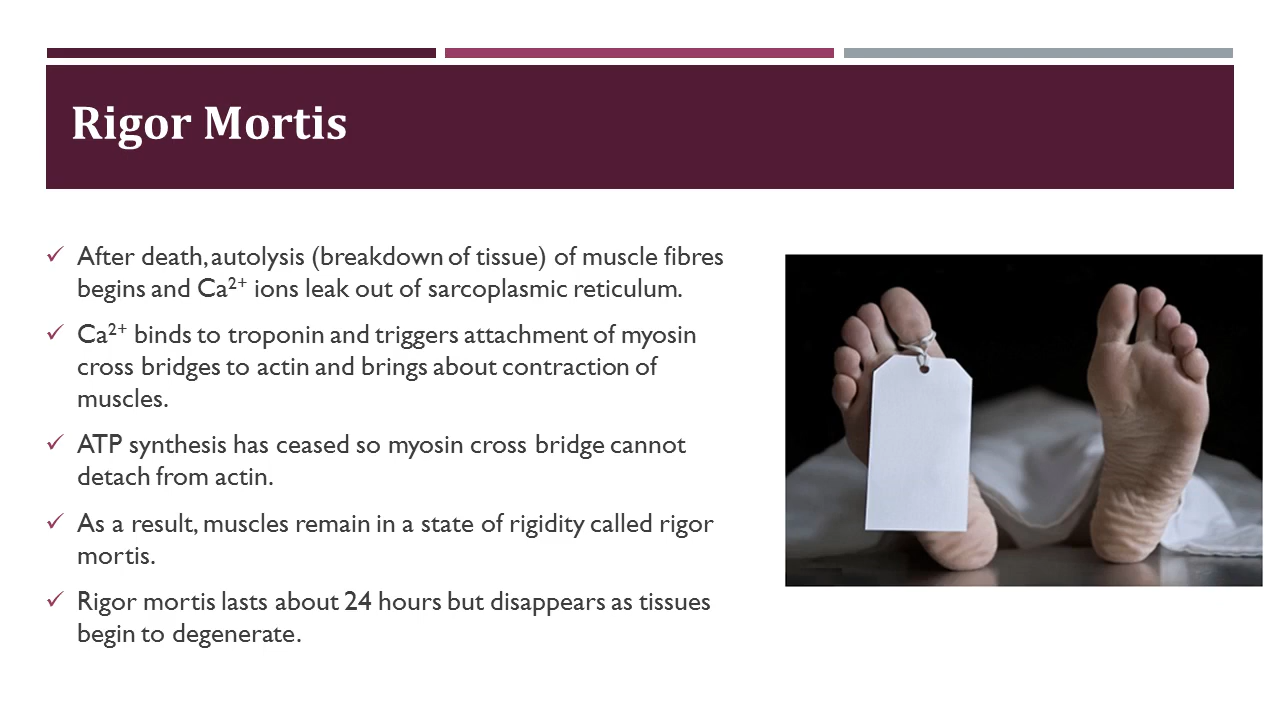 Rigor Mortis
✓ After death, autolysis (breakdown of tissue) of muscle fibres
begins and Ca²⁺ ions leak out of sarcoplasmic reticulum.
✓ Ca²⁺ binds to troponin and triggers attachment of myosin
cross bridges to actin and brings about contraction of
muscles.
✓ ATP synthesis has ceased so myosin cross bridge cannot
detach from actin.
✓ As a result, muscles remain in a state of rigidity called rigor
mortis.
✓ Rigor mortis lasts about 24 hours but disappears as tissues
begin to degenerate.